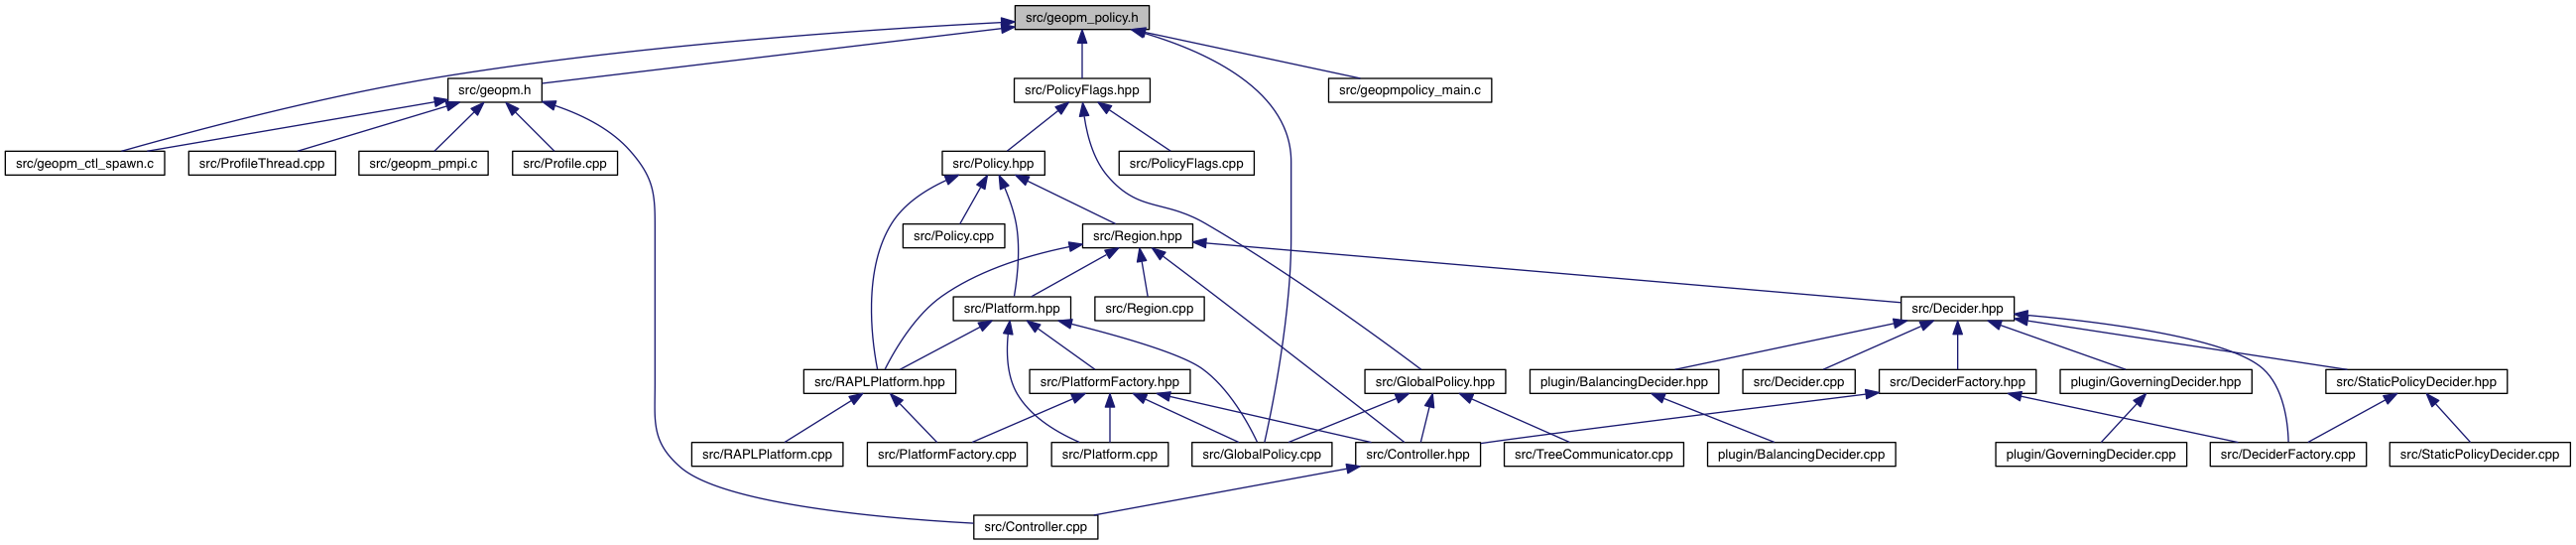 src/geopm_policy.h
src/geopm.h
src/PolicyFlags.hpp
src/geopmpolicy_main.c
src/geopm_ctl_spawn.c
src/ProfileThread.cpp
src/geopm_pmpi.c
src/Profile.cpp
src/Policy.hpp
src/PolicyFlags.cpp
src/Policy.cpp
src/Region.hpp
src/Platform.hpp
src/Region.cpp
src/Decider.hpp
src/RAPLPlatform.hpp
src/PlatformFactory.hpp
src/GlobalPolicy.hpp
plugin/BalancingDecider.hpp
src/Decider.cpp
src/DeciderFactory.hpp
plugin/GoverningDecider.hpp
src/StaticPolicyDecider.hpp
src/RAPLPlatform.cpp
src/PlatformFactory.cpp
src/Platform.cpp
src/GlobalPolicy.cpp
src/Controller.hpp
src/TreeCommunicator.cpp
plugin/BalancingDecider.cpp
plugin/GoverningDecider.cpp
src/DeciderFactory.cpp
src/StaticPolicyDecider.cpp
src/Controller.cpp